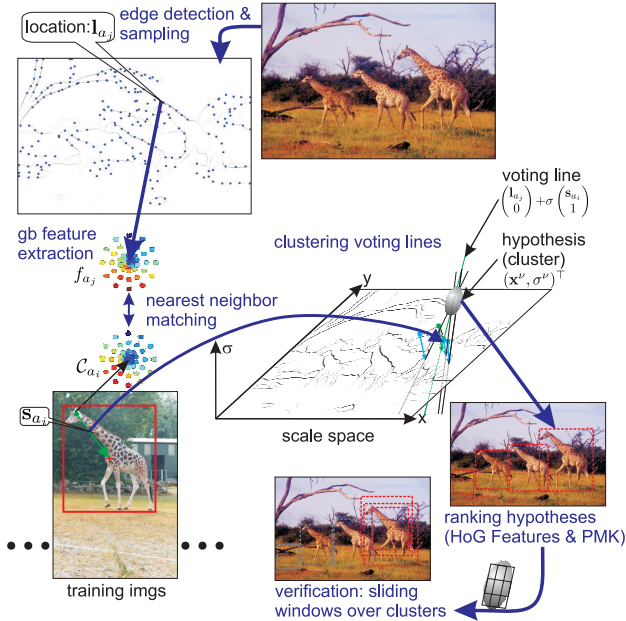 edge detection &
sampling
location: l_{a_j}
gb feature
extraction
f_{a_j}
nearest neighbor
matching
C_{a_i}
s_{a_i}
training imgs
voting line
(l_{a_j} 0) + σ (s_{a_i} 1)
hypothesis
(cluster)
(x^ν, σ^ν)^⊤
clustering voting lines
y
σ
x
scale space
ranking hypotheses
(HoG Features & PMK)
verification: sliding
windows over clusters